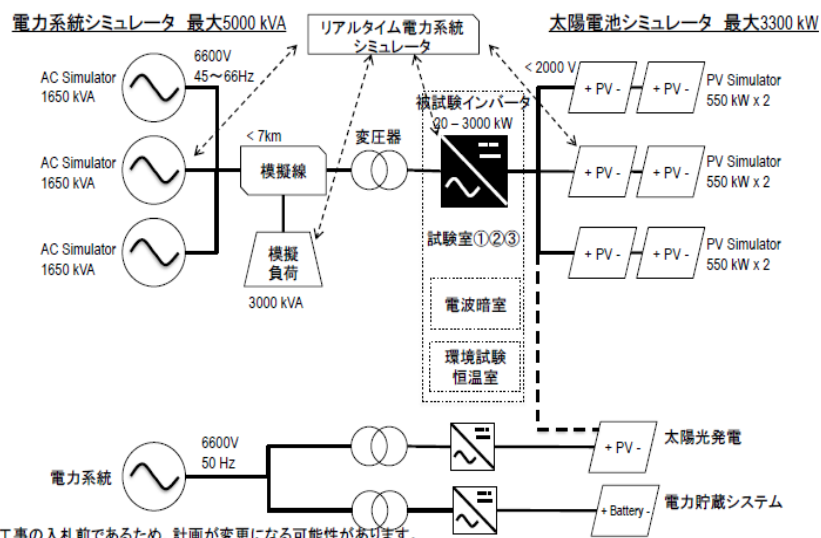 電力系統シミュレータ 最大5000 kVA
リアルタイム電力系統
シミュレータ
太陽電池シミュレータ 最大3300 kW
6600V
45～66Hz
AC Simulator
1650 kVA
AC Simulator
1650 kVA
AC Simulator
1650 kVA
< 7km
模擬線
模擬
負荷
3000 kVA
変圧器
被試験インバータ
20 – 3000 kW
試験室①②③
電波暗室
環境試験
恒温室
< 2000 V
+ PV -
+ PV -
PV Simulator
550 kW x 2
+ PV -
+ PV -
PV Simulator
550 kW x 2
+ PV -
+ PV -
PV Simulator
550 kW x 2
電力系統
6600V
50 Hz
+ PV -
太陽光発電
+ Battery -
電力貯蔵システム
工事の入札前であるため、計画が変更になる可能性があります。